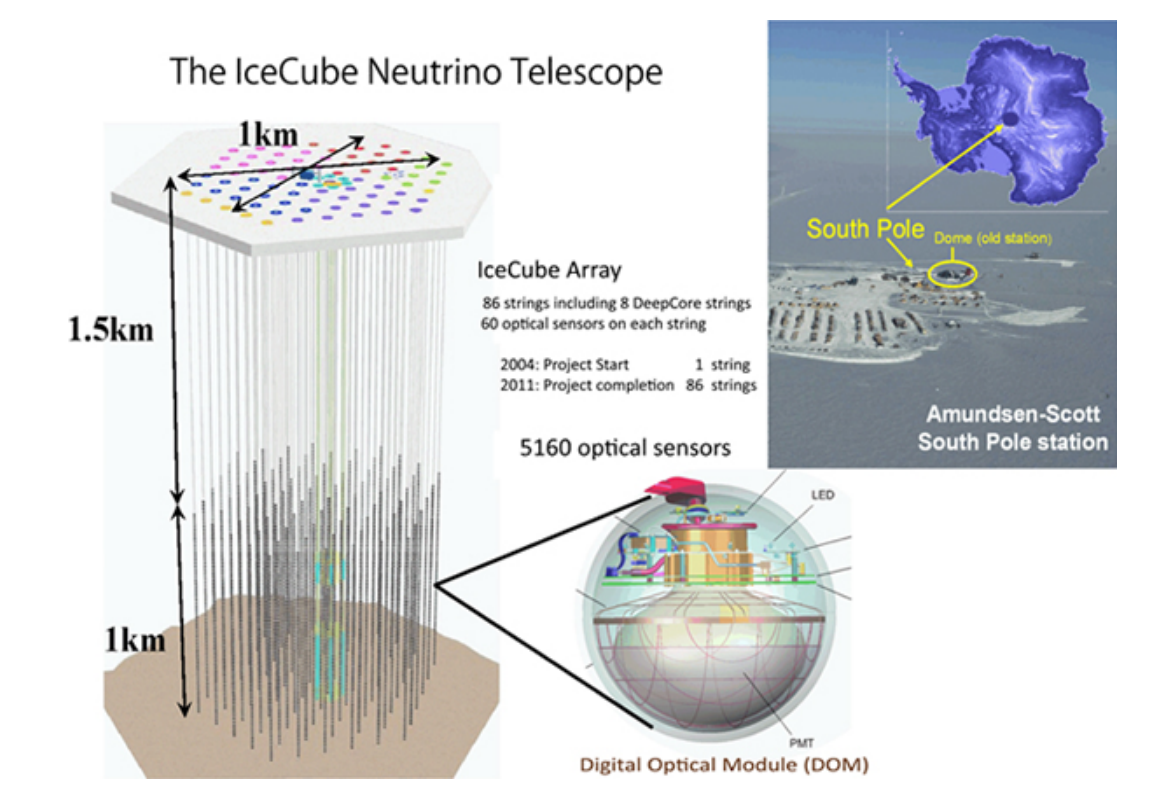 The IceCube Neutrino Telescope
1km
1.5km
1km
IceCube Array
86 strings including 8 DeepCore strings
60 optical sensors on each string
2004: Project Start 1 string
2011: Project completion 86 strings
5160 optical sensors
LED
PMT
Digital Optical Module (DOM)
South Pole
Dome (old station)
Amundsen-Scott
South Pole station